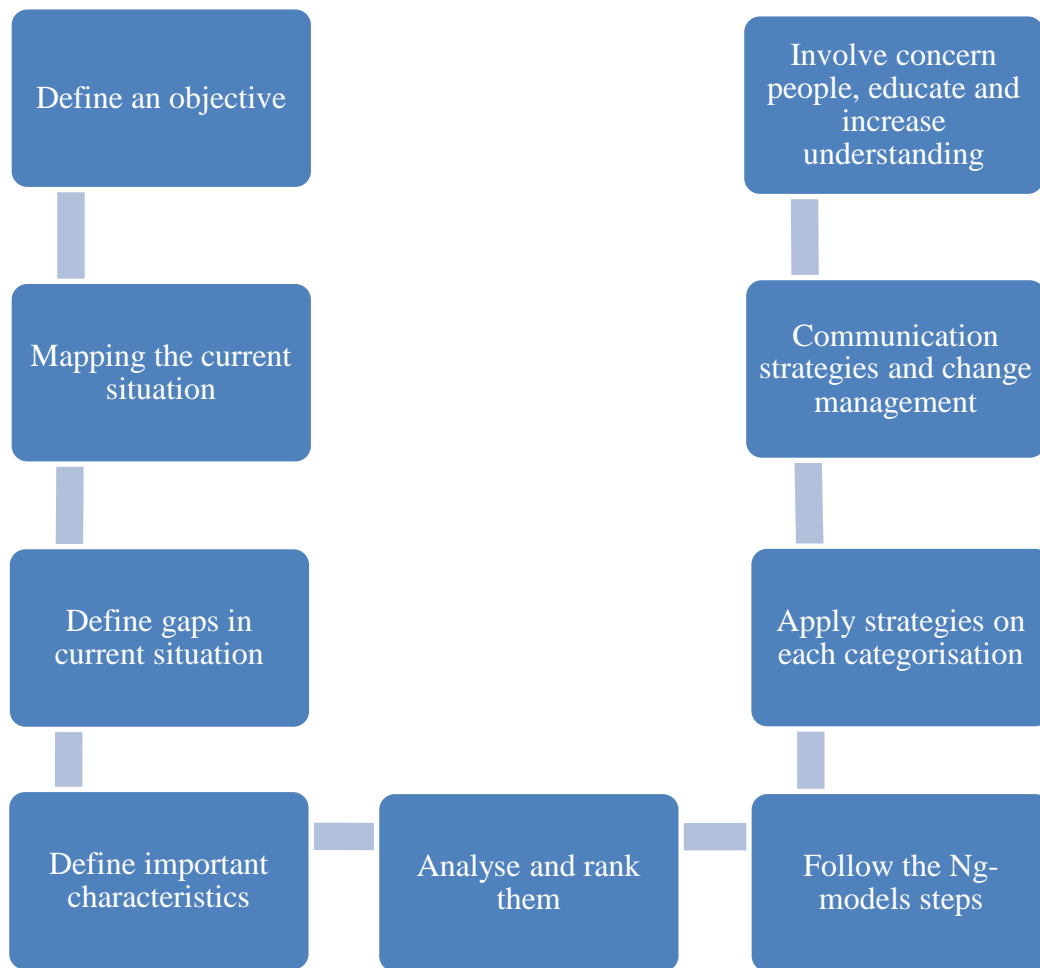 Define an objective
Mapping the current
situation
Define gaps in
current situation
Define important
characteristics
Analyse and rank
them
Follow the Ng-
models steps
Apply strategies on
each categorisation
Communication
strategies and change
management
Involve concern
people, educate and
increase
understanding